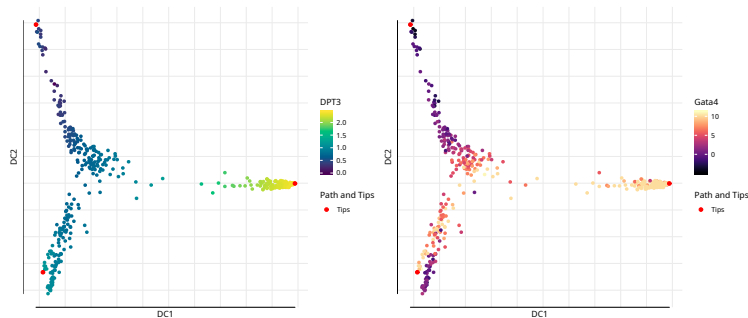 DC2
DC1
DPT3
2.0
1.5
1.0
0.5
0.0
Path and Tips
Tips
DC2
DC1
Gata4
10
5
0
Path and Tips
Tips